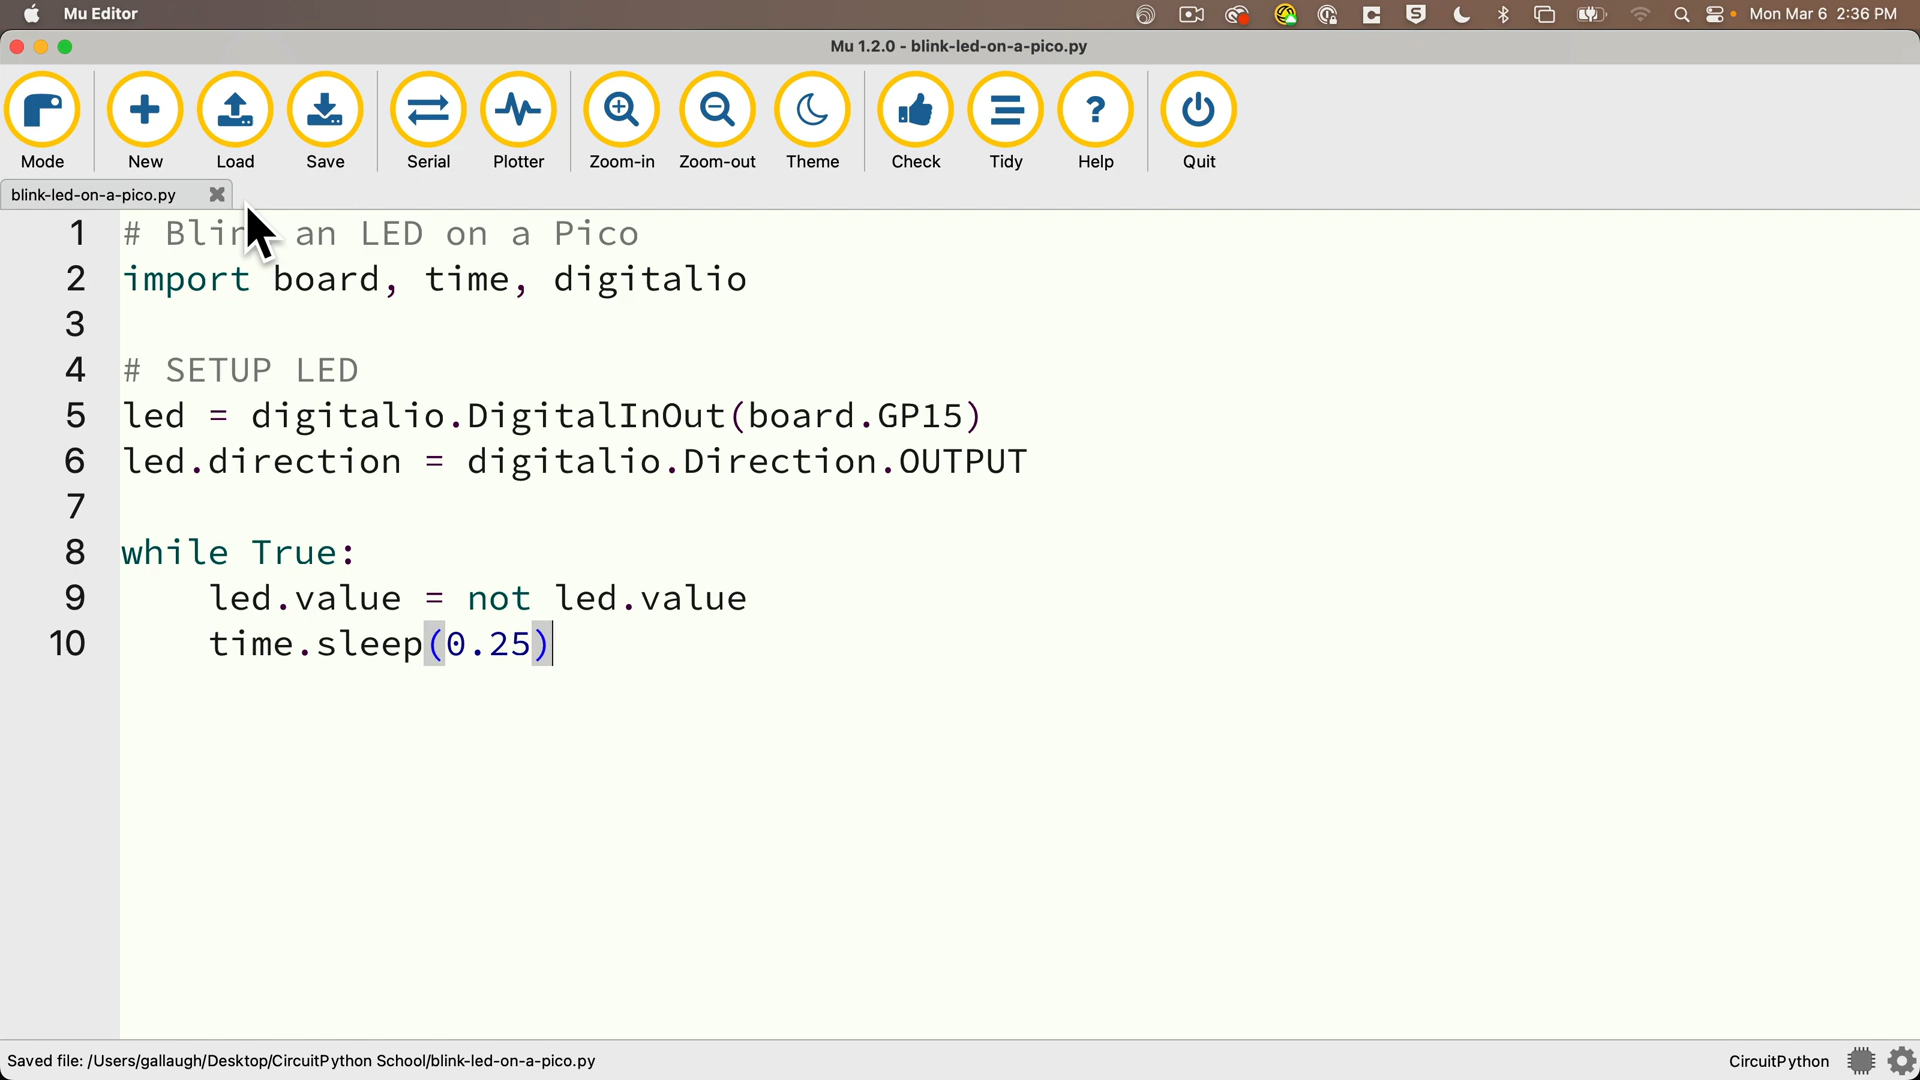 Mu Editor
Mon Mar 6 2:36 PM
Mu 1.2.0 - blink-led-on-a-pico.py
Mode New Load Save Serial Plotter Zoom-in Zoom-out Theme Check Tidy Help Quit
blink-led-on-a-pico.py
1 # Blin an LED on a Pico
2 import board, time, digitalio
3
4 # SETUP LED
5 led = digitalio.DigitalInOut(board.GP15)
6 led.direction = digitalio.Direction.OUTPUT
7
8 while True:
9 led.value = not led.value
10 time.sleep(0.25)
Saved file: /Users/gallaugh/Desktop/CircuitPython School/blink-led-on-a-pico.py
CircuitPython